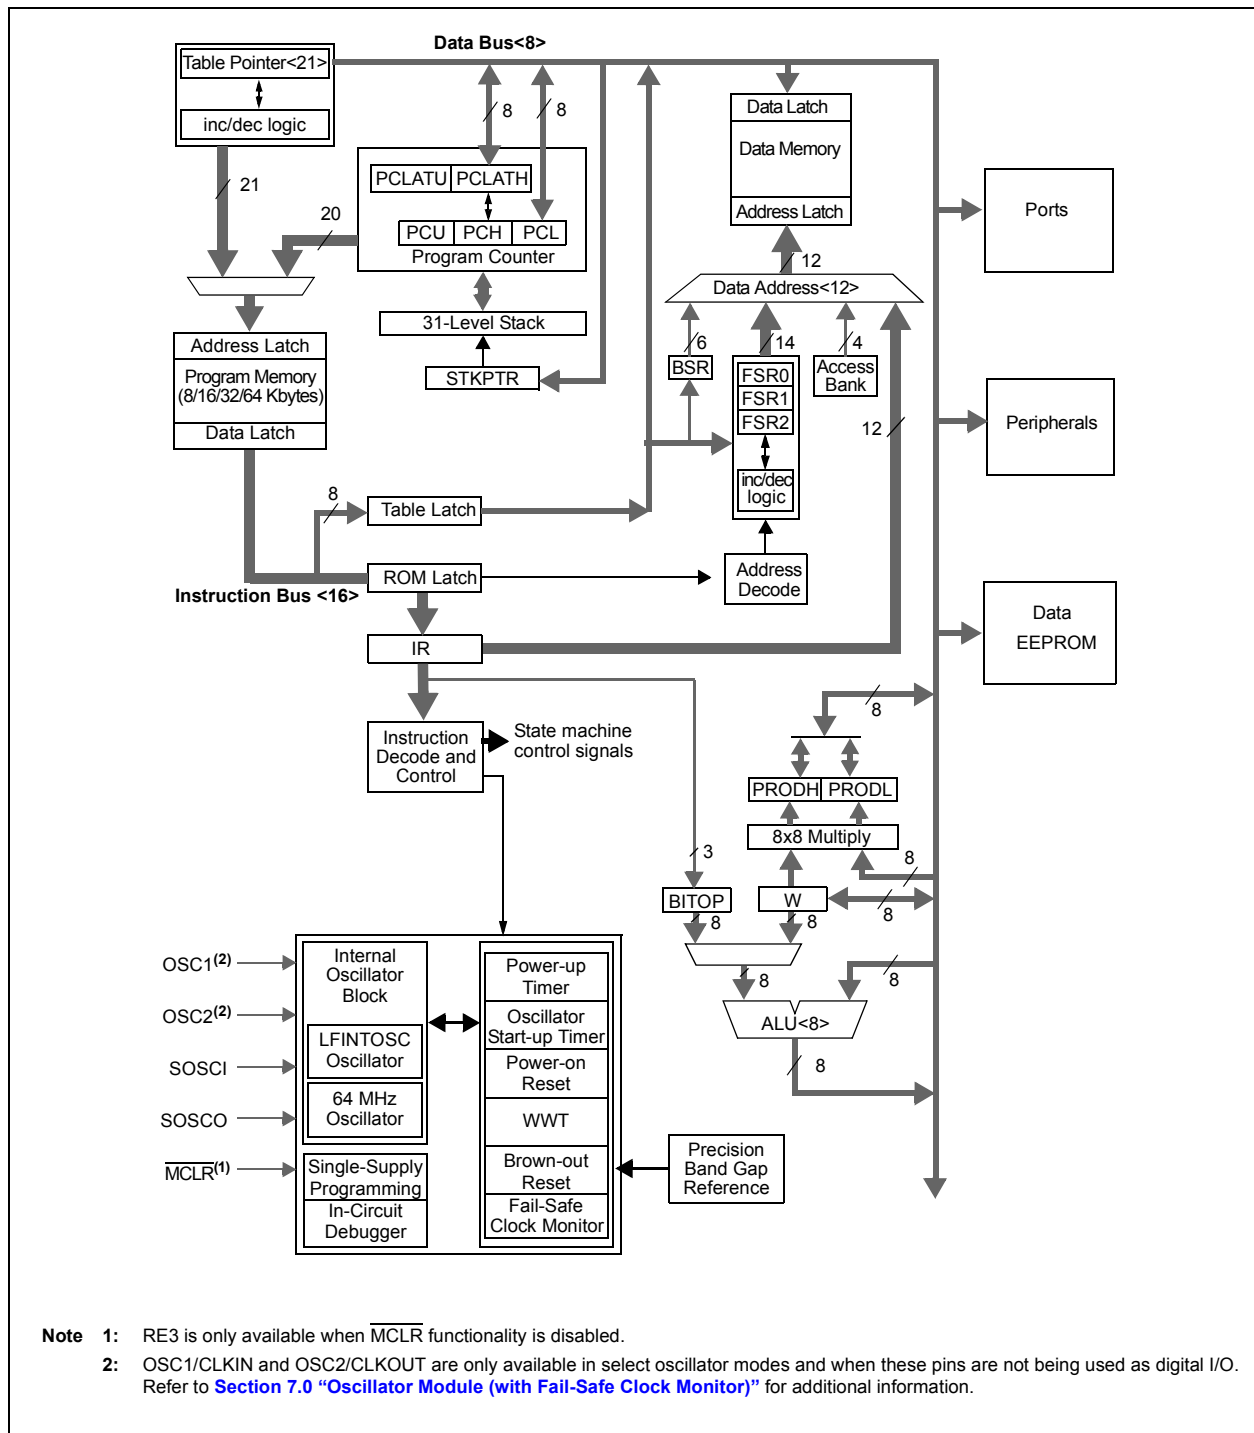 Data Bus<8>
Table Pointer<21>
inc/dec logic
21
20
8
8
PCLATU
PCLATH
PCU
PCH
PCL
Program Counter
31-Level Stack
STKPTR
Address Latch
Program Memory
(8/16/32/64 Kbytes)
Data Latch
8
Table Latch
Instruction Bus <16>
ROM Latch
IR
Instruction
Decode and
Control
State machine
control signals
Data Latch
Data Memory
Address Latch
12
Data Address<12>
6
14
4
BSR
FSR0
FSR1
FSR2
inc/dec
logic
Access
Bank
12
Address
Decode
Ports
Peripherals
Data
EEPROM
8
PRODH
PRODL
8x8 Multiply
8
3
BITOP
W
8
8
8
8
8
ALU<8>
8
OSC1(2)
OSC2(2)
SOSCI
SOSCO
MCLR(1)
Internal
Oscillator
Block
LFINTOSC
Oscillator
64 MHz
Oscillator
Single-Supply
Programming
In-Circuit
Debugger
Power-up
Timer
Oscillator
Start-up Timer
Power-on
Reset
WWT
Brown-out
Reset
Fail-Safe
Clock Monitor
Precision
Band Gap
Reference
Note 1: RE3 is only available when MCLR functionality is disabled.
2: OSC1/CLKIN and OSC2/CLKOUT are only available in select oscillator modes and when these pins are not being used as digital I/O.
Refer to Section 7.0 “Oscillator Module (with Fail-Safe Clock Monitor)” for additional information.